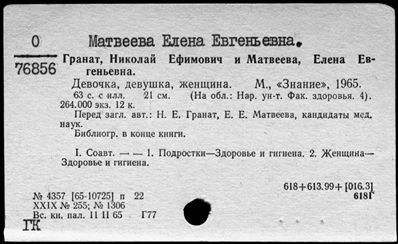 О Матвеева Елена Евгеньевна.
76856
Гранат, Николай Ефимович и Матвеева, Елена Ев-
геньевна.
Девочка, девушка, женщина. М., «Знание», 1965.
63 с. с илл. 21 см. (На обл.: Нар. ун-т. Фак. здоровья. 4).
264.000 экз. 12 к.
Перед загл. авт.: Н. Е. Гранат, Е. Е. Матвеева, кандидаты мед.
наук.
Библиогр. в конце книги.
I. Соавт. — — 1. Подростки—Здоровье и гигиена. 2. Женщина—
Здоровье и гигиена.
618+613.99+[016.3]
№ 4357 [65-10725] п 22 618Г
XXIX № 255; № 1306
Вс. кн. пал. 11 II 65 Г77
ГК